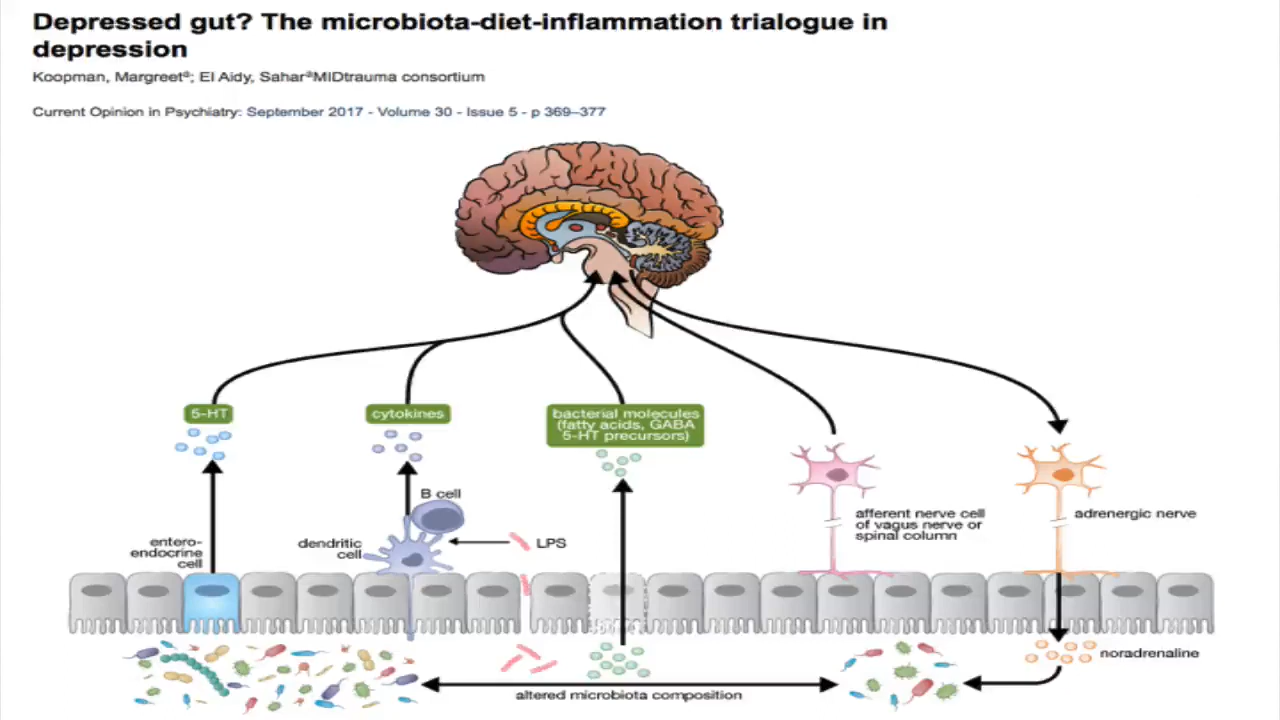 Depressed gut? The microbiota-diet-inflammation trialogue in
depression
Koopman, Margreetª; El Aidy, SaharªMIDtrauma consortium
Current Opinion in Psychiatry: September 2017 - Volume 30 - Issue 5 - p 369–377
5-HT
cytokines
bacterial molecules
(fatty acids, GABA
5-HT precursors)
B cell
afferent nerve cell
of vagus nerve or
spinal column
adrenergic nerve
entero-
endocrine
cell
dendritic
cell
LPS
noradrenaline
altered microbiota composition